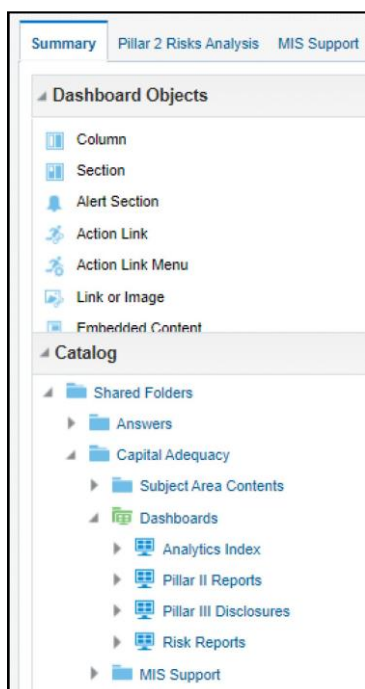 Summary Pillar 2 Risks Analysis MIS Support
Dashboard Objects
Column
Section
Alert Section
Action Link
Action Link Menu
Link or Image
Embedded Content
Catalog
Shared Folders
Answers
Capital Adequacy
Subject Area Contents
Dashboards
Analytics Index
Pillar II Reports
Pillar III Disclosures
Risk Reports
MIS Support